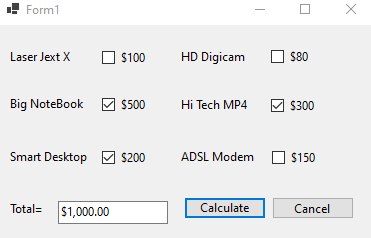 Form1
Laser Jext X $100 HD Digicam $80
Big NoteBook $500 Hi Tech MP4 $300
Smart Desktop $200 ADSL Modem $150
Total= $1,000.00 Calculate Cancel